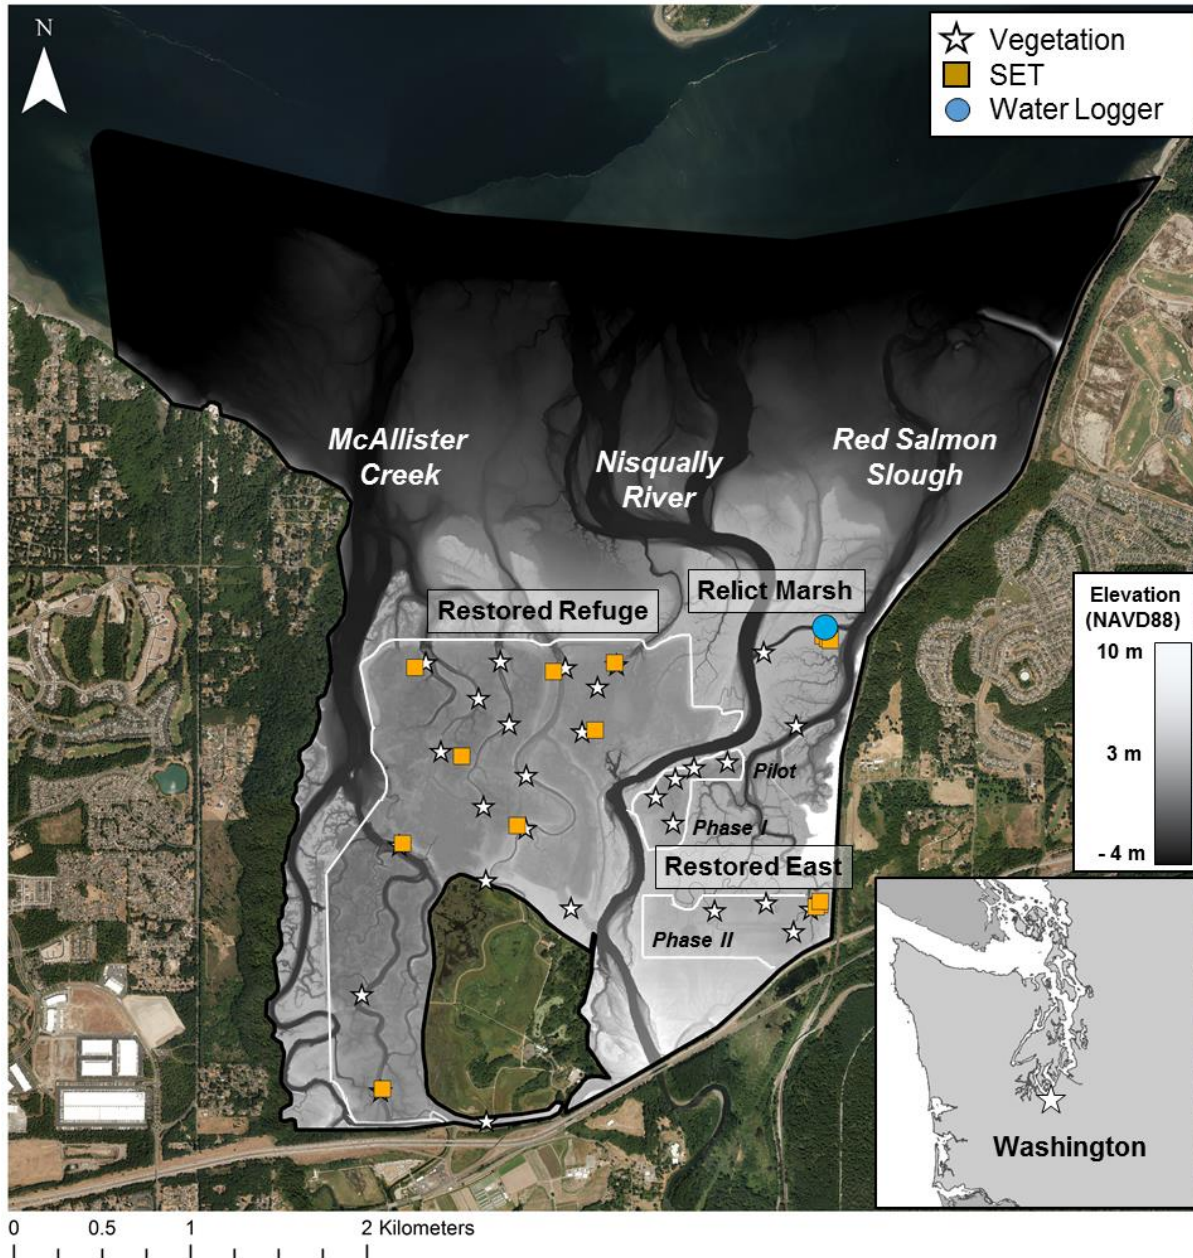 N
Vegetation
SET
Water Logger
McAllister
Creek
Nisqually
River
Red Salmon
Slough
Relict Marsh
Restored Refuge
Elevation
(NAVD88)
10 m
3 m
- 4 m
Pilot
Phase I
Restored East
Phase II
Washington
0 0.5 1 2 Kilometers